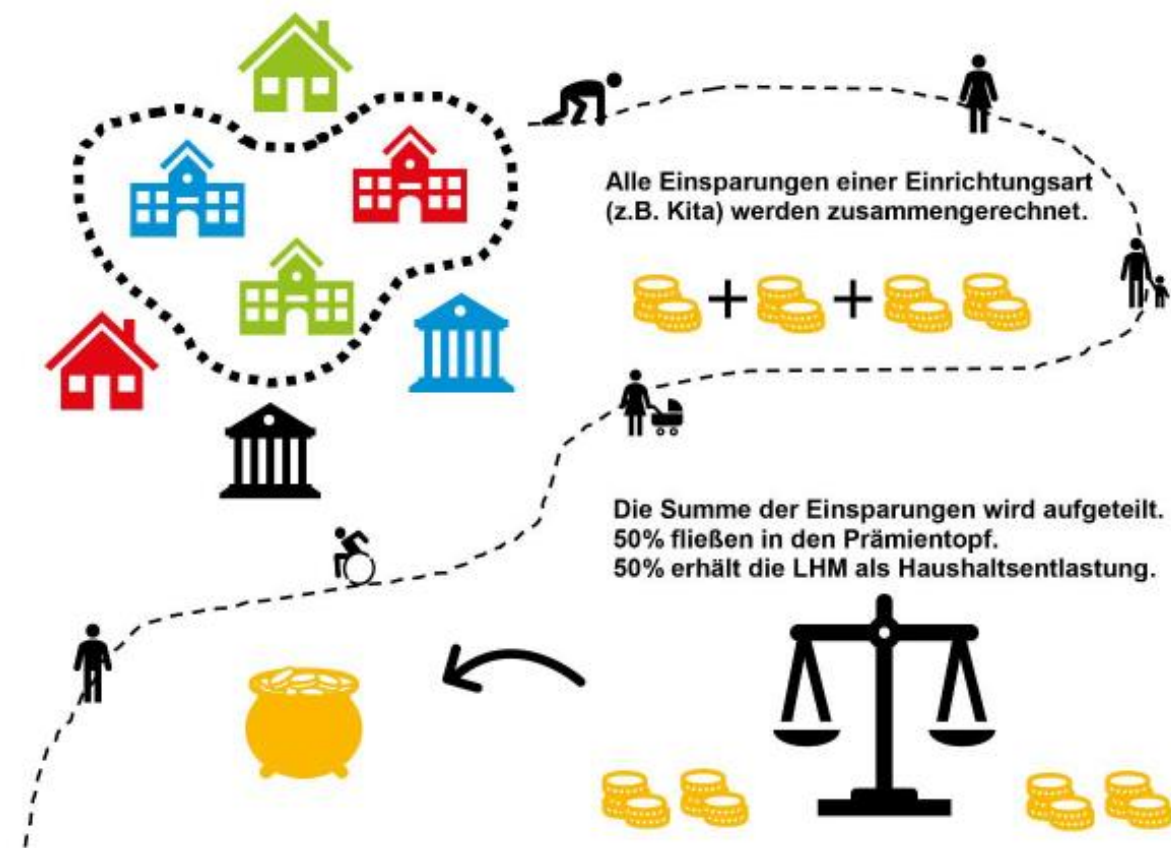 Alle Einsparungen einer Einrichtungsart
(z.B. Kita) werden zusammengerechnet.
Die Summe der Einsparungen wird aufgeteilt.
50% fließen in den Prämientopf.
50% erhält die LHM als Haushaltsentlastung.